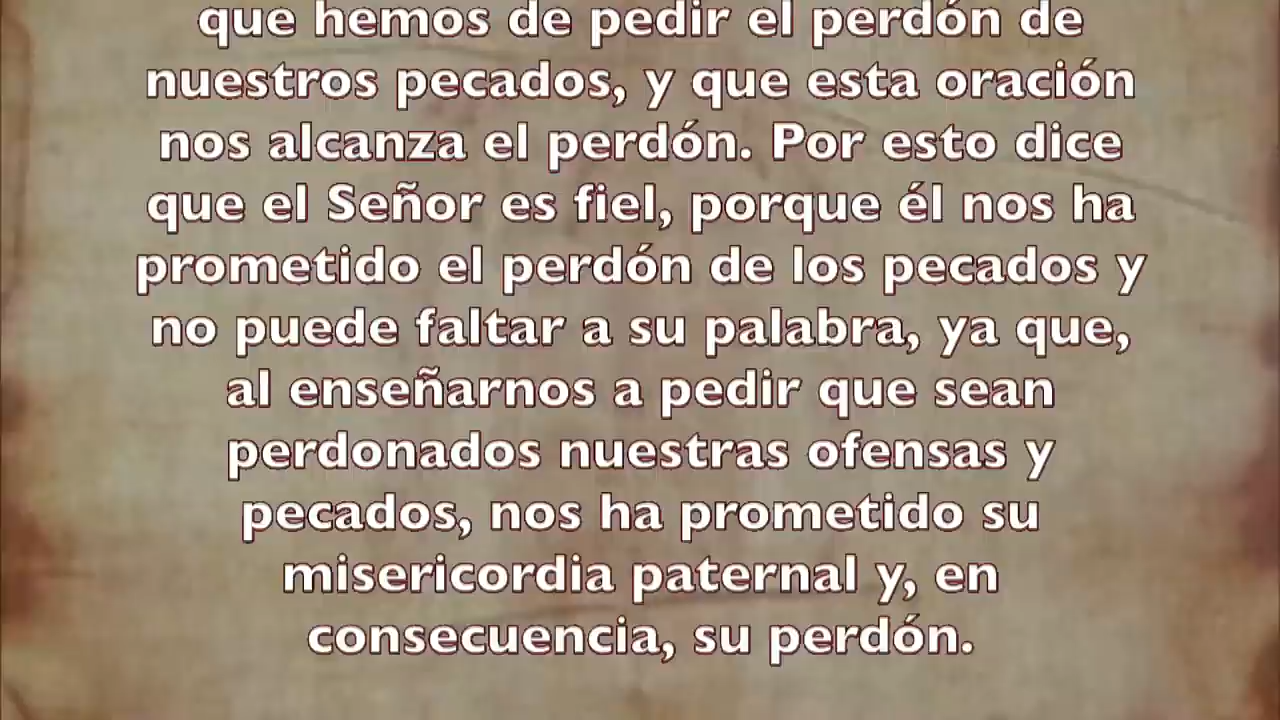 que hemos de pedir el perdón de
nuestros pecados, y que esta oración
nos alcanza el perdón. Por esto dice
que el Señor es fiel, porque él nos ha
prometido el perdón de los pecados y
no puede faltar a su palabra, ya que,
al enseñarnos a pedir que sean
perdonados nuestras ofensas y
pecados, nos ha prometido su
misericordia paternal y, en
consecuencia, su perdón.